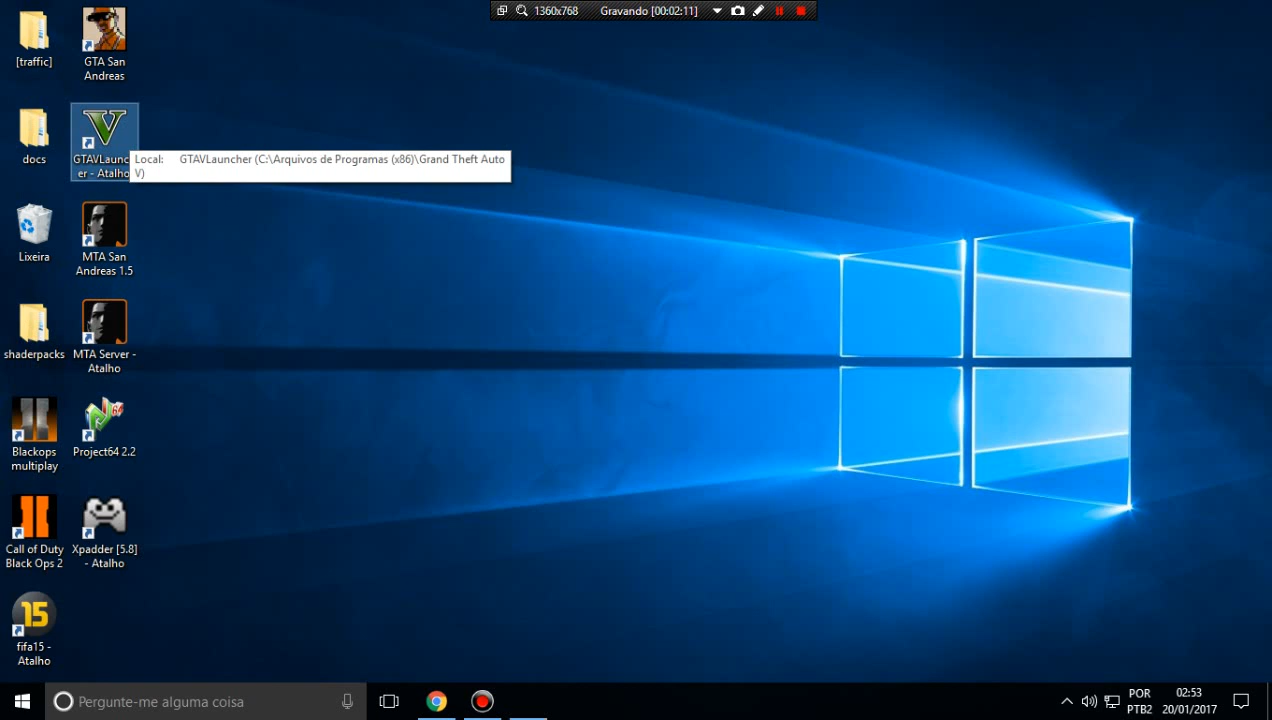 1360x768 Gravando [00:02:11]
[traffic]
GTA San
Andreas
docs
GTAVLaunc
er - Atalho
Local: GTAVLauncher (C:\Arquivos de Programas (x86)\Grand Theft Auto
V)
Lixeira
MTA San
Andreas 1.5
shaderpacks
MTA Server -
Atalho
Blackops
multiplay
64
Project64 2.2
Call of Duty
Black Ops 2
Xpadder [5.8]
- Atalho
15
fifa15 -
Atalho
Pergunte-me alguma coisa
POR
PTB2
02:53
20/01/2017